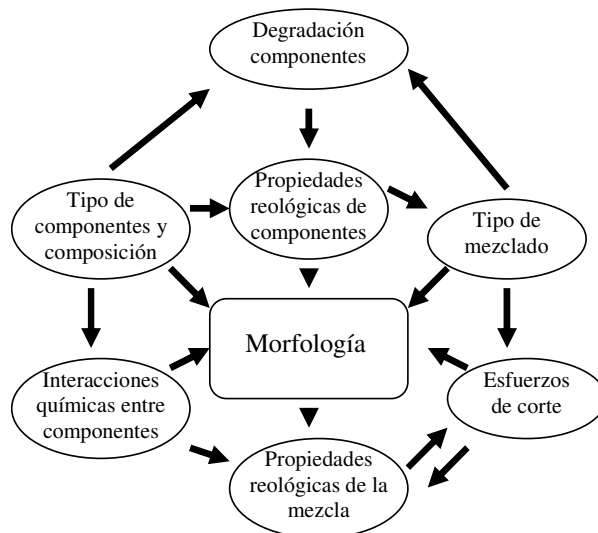 Degradación
componentes
Propiedades
reológicas de
componentes
Tipo de
componentes y
composición
Tipo de
mezclado
Morfología
Interacciones
químicas entre
componentes
Esfuerzos
de corte
Propiedades
reológicas de la
mezcla